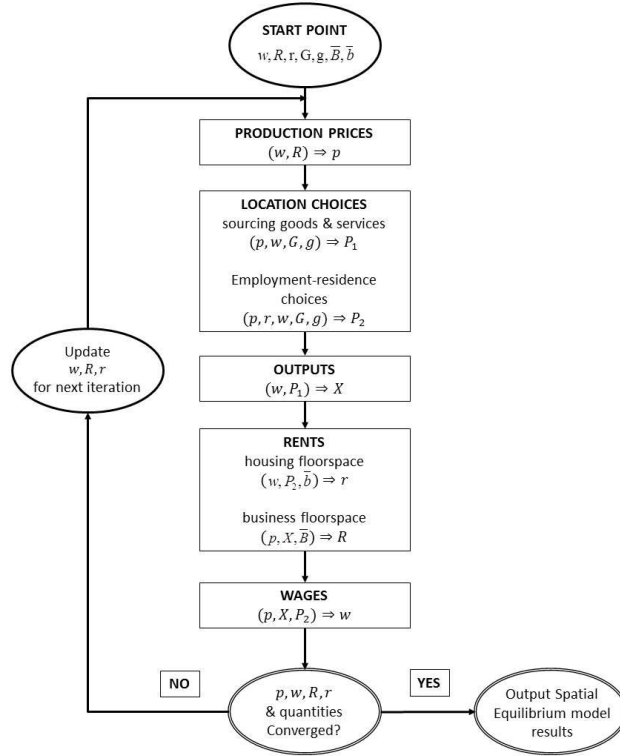 START POINT
w, R, r, G, g, B̅, b̅
PRODUCTION PRICES
(w, R) ⇒ p
LOCATION CHOICES
sourcing goods & services
(p, w, G, g) ⇒ P₁
Employment-residence
choices
(p, r, w, G, g) ⇒ P₂
Update
w, R, r
for next iteration
OUTPUTS
(w, P₁) ⇒ X
RENTS
housing floorspace
(w, P₂, b̅) ⇒ r
business floorspace
(p, X, B̅) ⇒ R
WAGES
(p, X, P₂) ⇒ w
NO
p, w, R, r
& quantities
Converged?
YES
Output Spatial
Equilibrium model
results